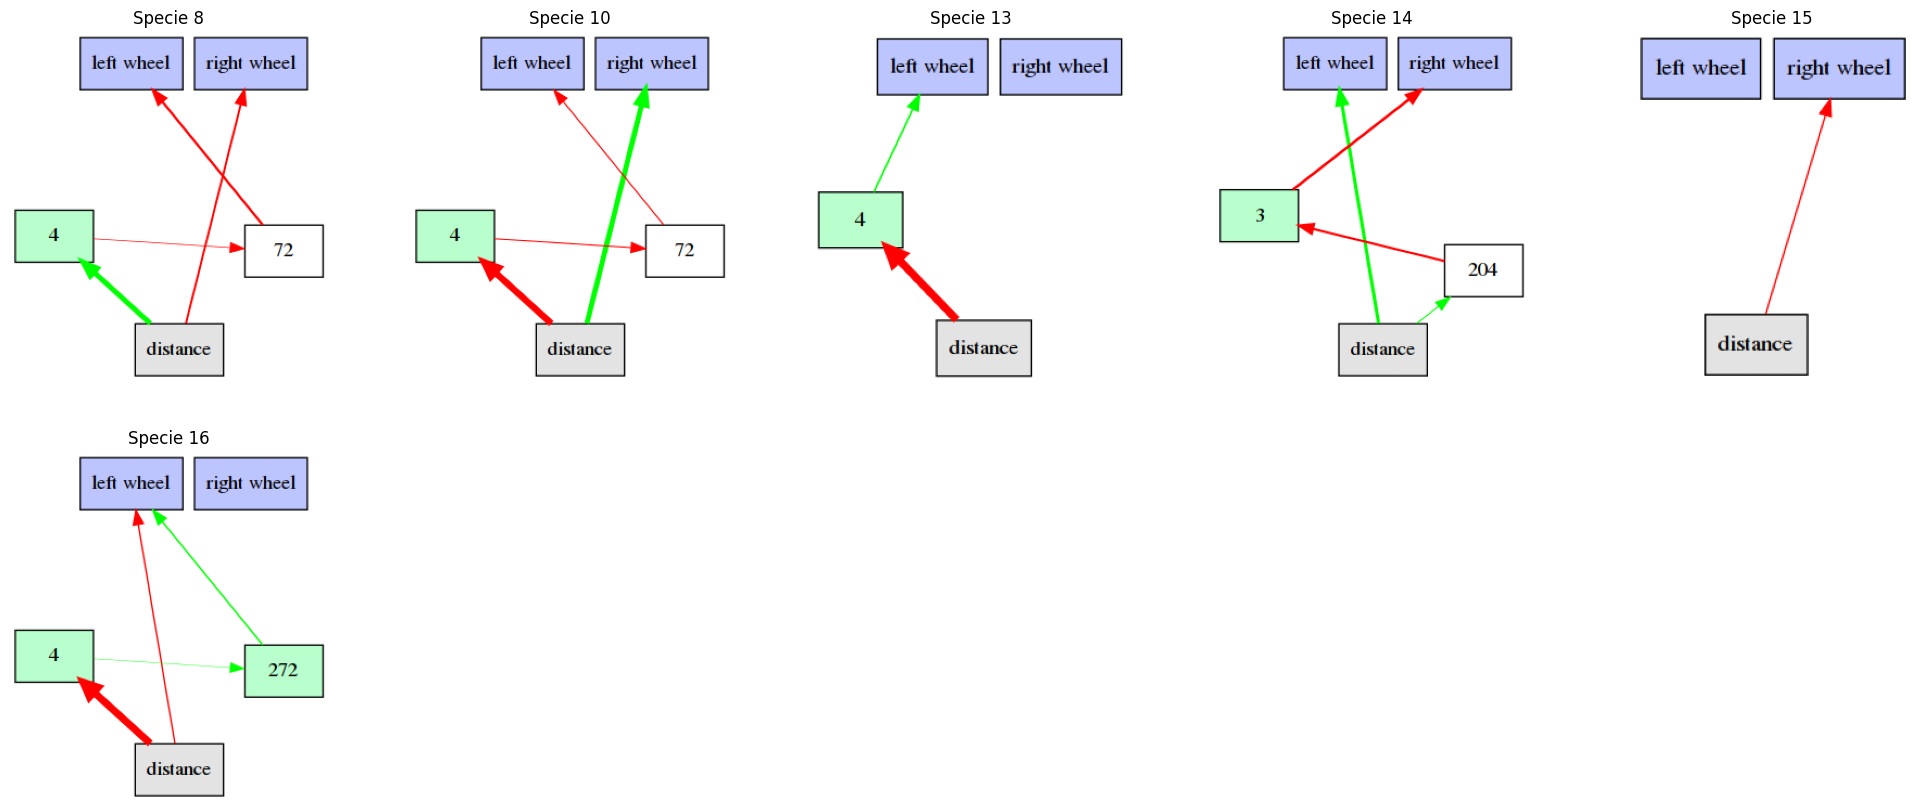 Specie 8
left wheel
right wheel
4
72
distance
Specie 10
left wheel
right wheel
4
72
distance
Specie 13
left wheel
right wheel
4
distance
Specie 14
left wheel
right wheel
3
204
distance
Specie 15
left wheel
right wheel
distance
Specie 16
left wheel
right wheel
4
272
distance